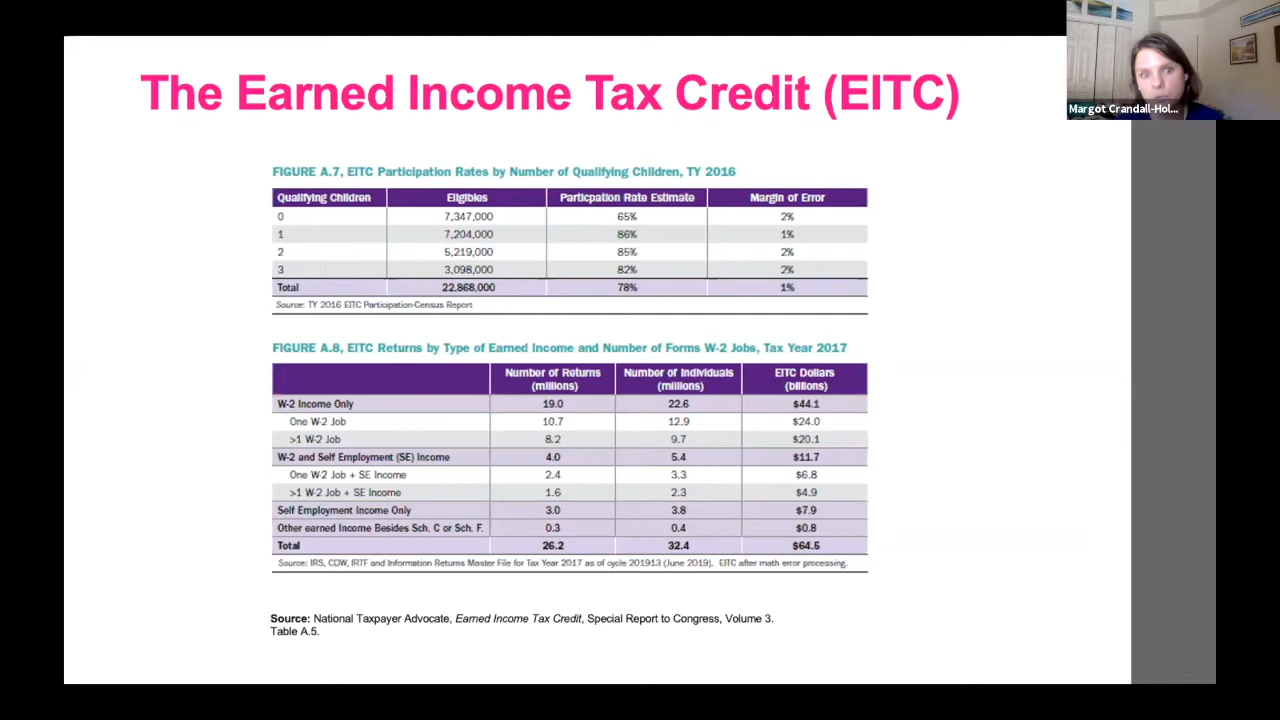 The Earned Income Tax Credit (EITC)
Margot Crandall-Hol...
FIGURE A.7, EITC Participation Rates by Number of Qualifying Children, TY 2016
Qualifying Children Eligibles Particpation Rate Estimate Margin of Error
0 7,347,000 65% 2%
1 7,204,000 86% 1%
2 5,219,000 85% 2%
3 3,098,000 82% 2%
Total 22,868,000 78% 1%
Source: TY 2016 EITC Participation-Census Report
FIGURE A.8, EITC Returns by Type of Earned Income and Number of Forms W-2 Jobs, Tax Year 2017
Number of Returns (millions) Number of Individuals (millions) EITC Dollars (billions)
W-2 Income Only 19.0 22.6 $44.1
One W-2 Job 10.7 12.9 $24.0
>1 W-2 Job 8.2 9.7 $20.1
W-2 and Self Employment (SE) Income 4.0 5.4 $11.7
One W-2 Job + SE Income 2.4 3.3 $6.8
>1 W-2 Job + SE Income 1.6 2.3 $4.9
Self Employment Income Only 3.0 3.8 $7.9
Other earned Income Besides Sch. C or Sch. F. 0.3 0.4 $0.8
Total 26.2 32.4 $64.5
Source: IRS, CDW, IRTF and Information Returns Master File for Tax Year 2017 as of cycle 201913 (June 2019). EITC after math error processing.
Source: National Taxpayer Advocate, Earned Income Tax Credit, Special Report to Congress, Volume 3.
Table A.5.